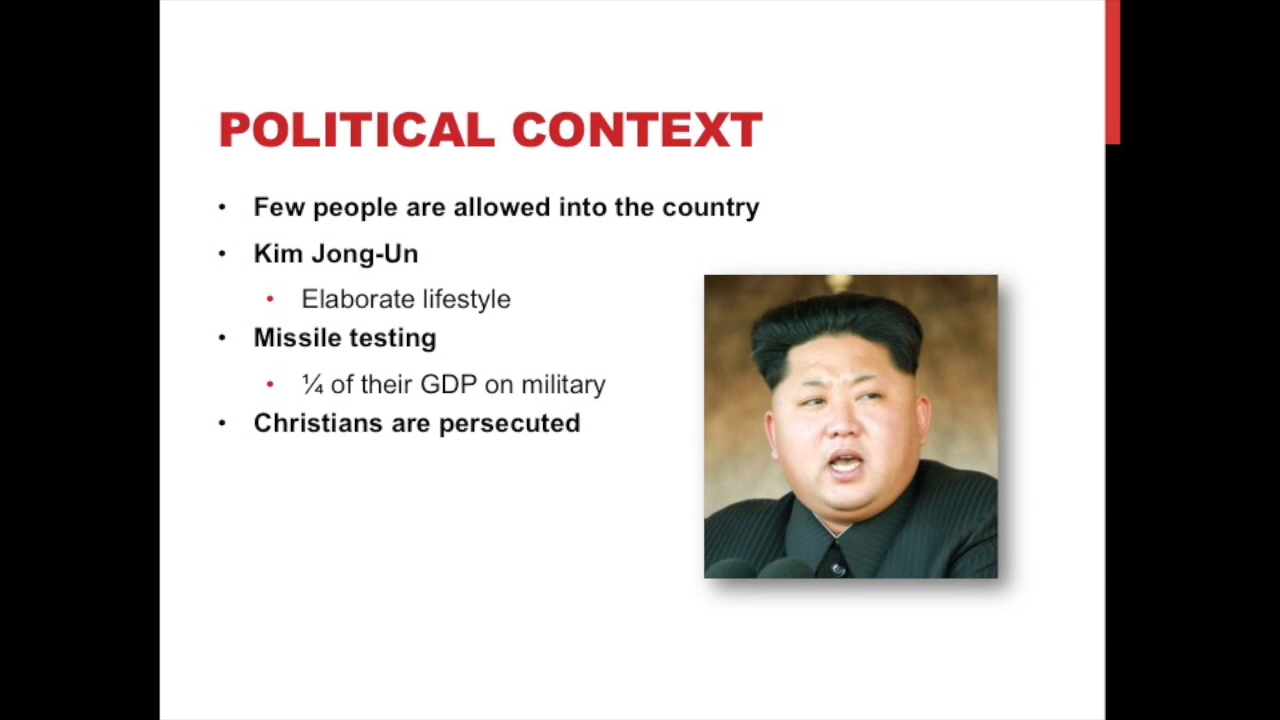 POLITICAL CONTEXT
• Few people are allowed into the country
• Kim Jong-Un
• Elaborate lifestyle
• Missile testing
• ¼ of their GDP on military
• Christians are persecuted